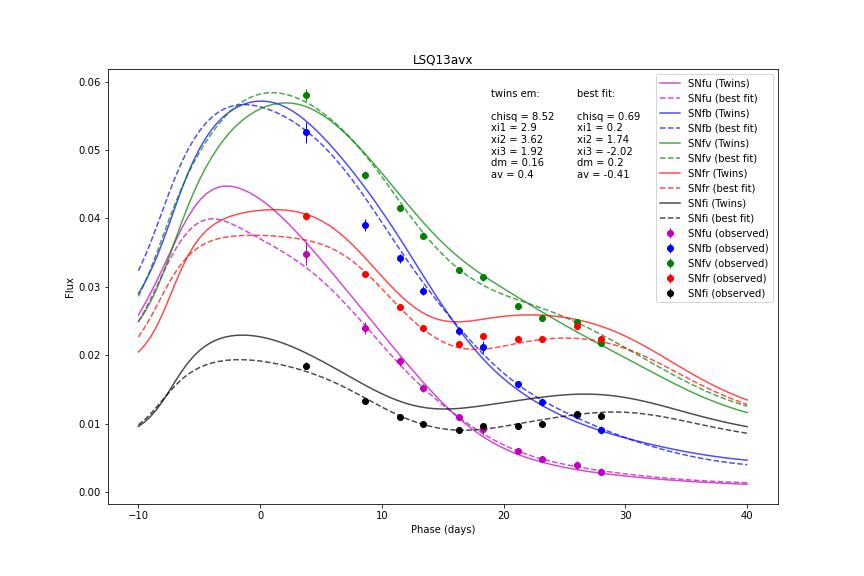 LSQ13avx
Flux
0.06
0.05
0.04
0.03
0.02
0.01
0.00
−10
0
10
20
30
40
Phase (days)
twins em:
chisq = 8.52
xi1 = 2.9
xi2 = 3.62
xi3 = 1.92
dm = 0.16
av = 0.4
best fit:
chisq = 0.69
xi1 = 0.2
xi2 = 1.74
xi3 = -2.02
dm = 0.2
av = -0.41
SNfu (Twins)
SNfu (best fit)
SNfb (Twins)
SNfb (best fit)
SNfv (Twins)
SNfv (best fit)
SNfr (Twins)
SNfr (best fit)
SNfi (Twins)
SNfi (best fit)
SNfu (observed)
SNfb (observed)
SNfv (observed)
SNfr (observed)
SNfi (observed)